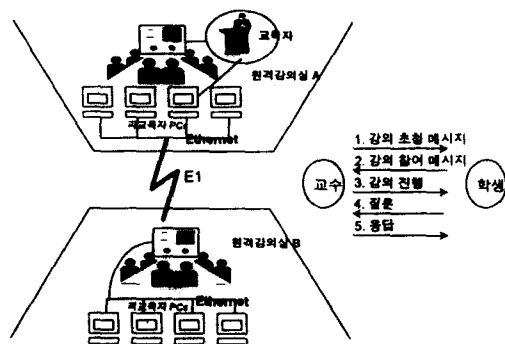 교육자
원격강의실 A
피교육자 PCs
Ethernet
E1
원격강의실 B
피교육자 PCs
Ethernet
1. 강의 초청 메시지
2. 강의 참여 메시지
3. 강의 진행
4. 질문
5. 응답
교수
학생